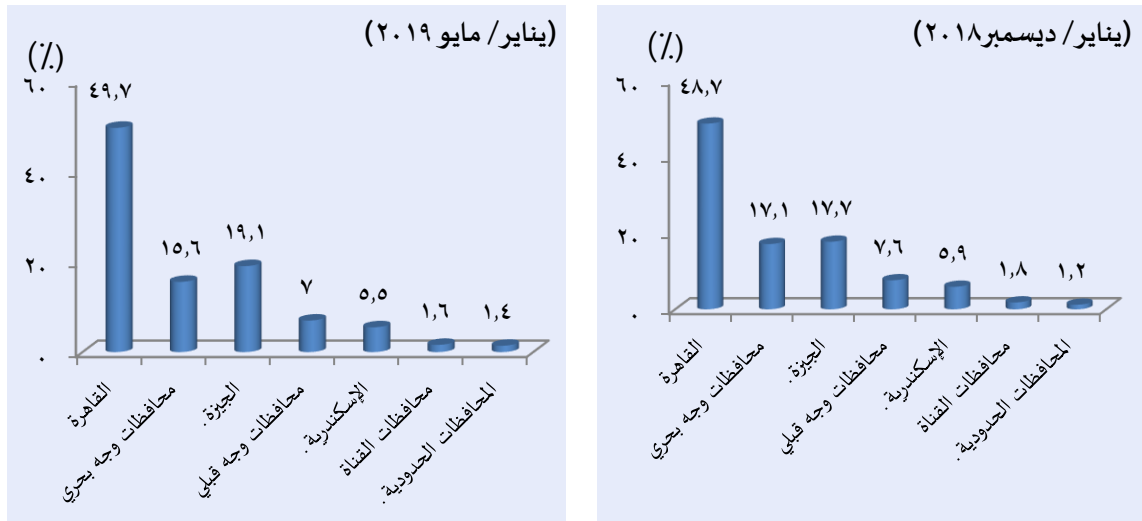 (يناير/ ديسمبر٢٠١٨)
(٪)
٦٠
٤٠
٢٠
٠
٤٨,٧
١٧,١
١٧,٧
٧,٦
٥,٩
١,٨
١,٢
القاهرة
محافظات وجه بحري
الجيزة.
محافظات وجه قبلي
الإسكندرية.
محافظات القناة
المحافظات الحدودية.
(يناير/ مايو ٢٠١٩)
(٪)
٦٠
٤٠
٢٠
٠
٤٩,٧
١٥,٦
١٩,١
٧
٥,٥
١,٦
١,٤
القاهرة
محافظات وجه بحري
الجيزة.
محافظات وجه قبلي
الإسكندرية.
محافظات القناة
المحافظات الحدودية.